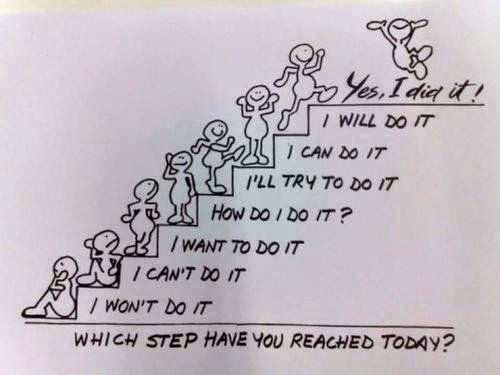 Yes, I did it!
I WILL DO IT
I CAN DO IT
I'LL TRY TO DO IT
HOW DO I DO IT?
I WANT TO DO IT
I CAN'T DO IT
I WON'T DO IT
WHICH STEP HAVE YOU REACHED TODAY?